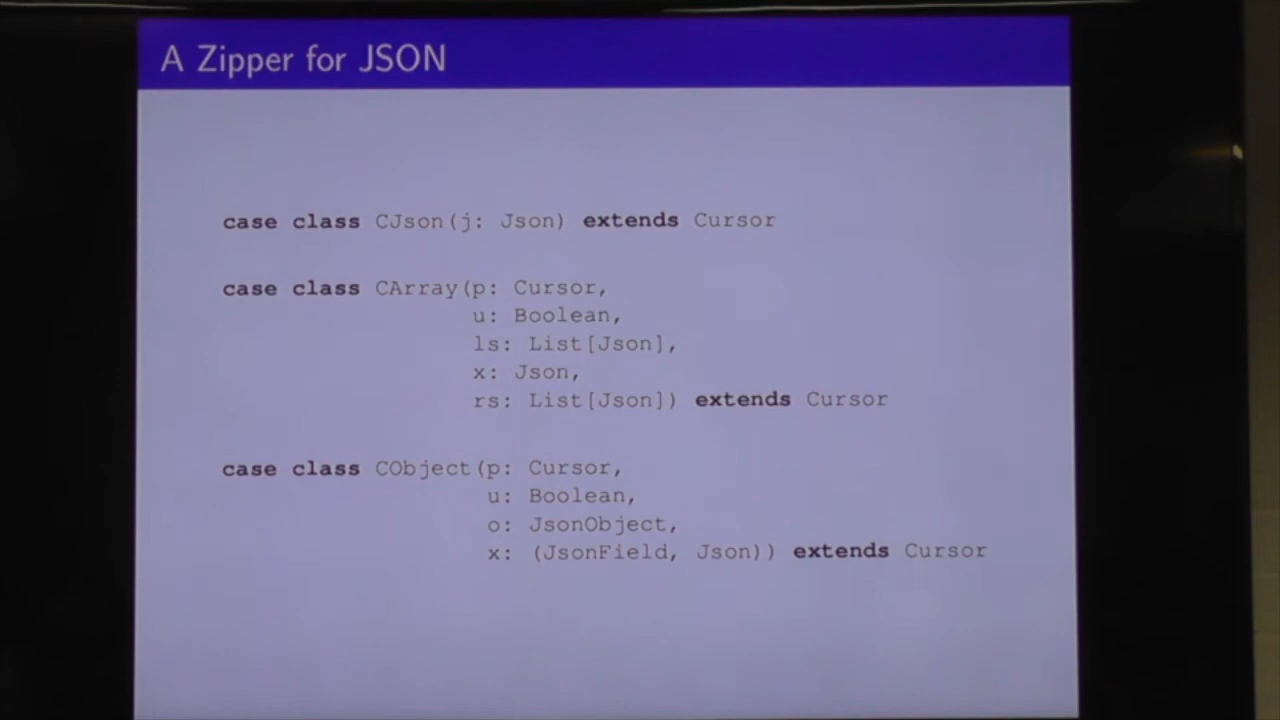 A Zipper for JSON
case class CJson(j: Json) extends Cursor
case class CArray(p: Cursor,
u: Boolean,
ls: List[Json],
x: Json,
rs: List[Json]) extends Cursor
case class CObject(p: Cursor,
u: Boolean,
o: JsonObject,
x: (JsonField, Json)) extends Cursor